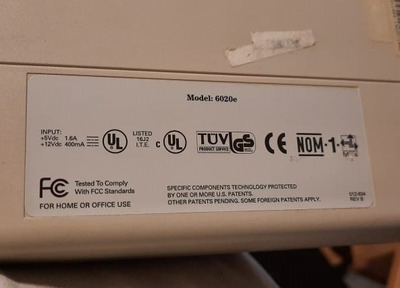 Model: 6020e
INPUT:
+5Vdc 1.6A
+12Vdc 400mA
UL
LISTED
16J2
I.T.E.
C UL
TÜV
PRODUCT SERVICE
GS
CE
NOM-1-
FC
Tested To Comply
With FCC Standards
FOR HOME OR OFFICE USE
SPECIFIC COMPONENTS TECHNOLOGY PROTECTED
BY ONE OR MORE U.S. PATENTS.
OTHER PATENTS PENDING. SOME FOREIGN PATENTS APPLY.
REV B